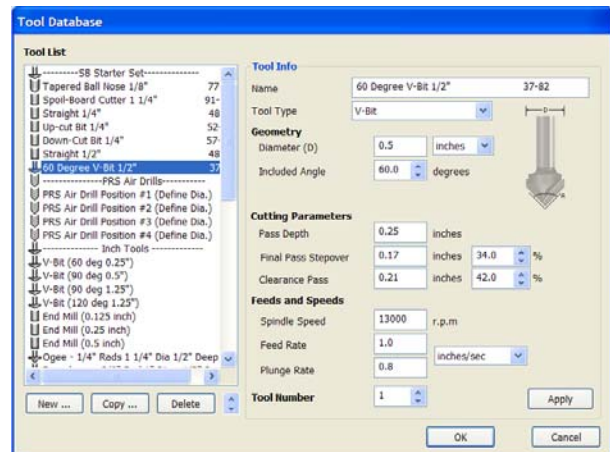 Tool Database
Tool List
---------SB Starter Set--------------
Tapered Ball Nose 1/8" 77
Spoil-Board Cutter 1 1/4" 91-
Straight 1/4" 48
Up-cut Bit 1/4" 52-
Down-Cut Bit 1/4" 57-
Straight 1/2" 48
60 Degree V-Bit 1/2" 37
---------------PRS Air Drills-------------
PRS Air Drill Position #1 (Define Dia.)
PRS Air Drill Position #2 (Define Dia.)
PRS Air Drill Position #3 (Define Dia.)
PRS Air Drill Position #4 (Define Dia.)
-------------- Inch Tools --------------
V-Bit (60 deg 0.25")
V-Bit (90 deg 0.5")
V-Bit (90 deg 1.25")
V-Bit (120 deg 1.25")
End Mill (0.125 inch)
End Mill (0.25 inch)
End Mill (0.5 inch)
Ogee - 1/4" Rads 1 1/4" Dia 1/2" Deep
New ... Copy ... Delete
Tool Info
Name 60 Degree V-Bit 1/2" 37-82
Tool Type V-Bit
Geometry
Diameter (D) 0.5 inches
Included Angle 60.0 degrees
D
A
Cutting Parameters
Pass Depth 0.25 inches
Final Pass Stepover 0.17 inches 34.0 %
Clearance Pass 0.21 inches 42.0 %
Feeds and Speeds
Spindle Speed 13000 r.p.m
Feed Rate 1.0
inches/sec
Plunge Rate 0.8
Tool Number 1
Apply
OK Cancel